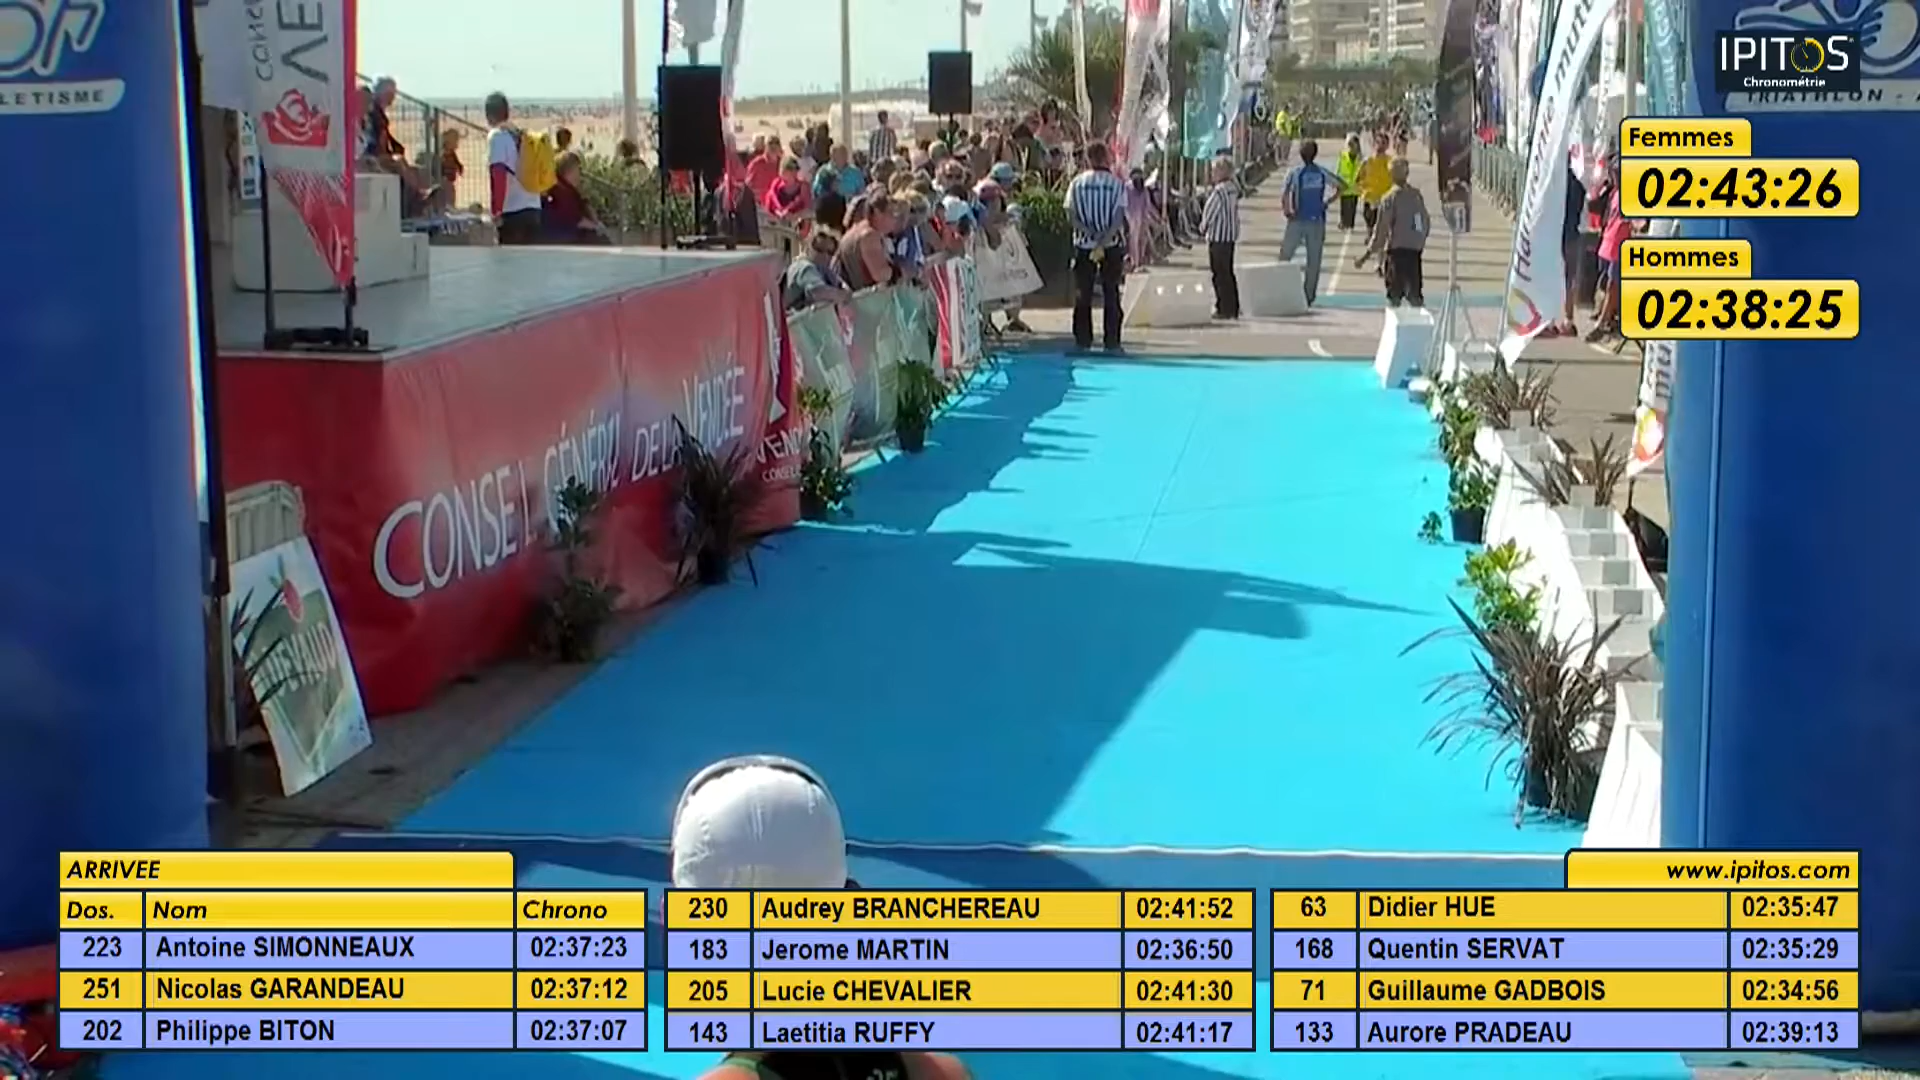 LETISME
IPITOS
Chronométrie
TRIATHLON - A
Femmes
02:43:26
Hommes
02:38:25
CONSEIL GÉNÉRAL DE LA VENDÉE
ARRIVEE
www.ipitos.com
Dos. Nom Chrono
223 Antoine SIMONNEAUX 02:37:23
251 Nicolas GARANDEAU 02:37:12
202 Philippe BITON 02:37:07
230 Audrey BRANCHEREAU 02:41:52
183 Jerome MARTIN 02:36:50
205 Lucie CHEVALIER 02:41:30
143 Laetitia RUFFY 02:41:17
63 Didier HUE 02:35:47
168 Quentin SERVAT 02:35:29
71 Guillaume GADBOIS 02:34:56
133 Aurore PRADEAU 02:39:13